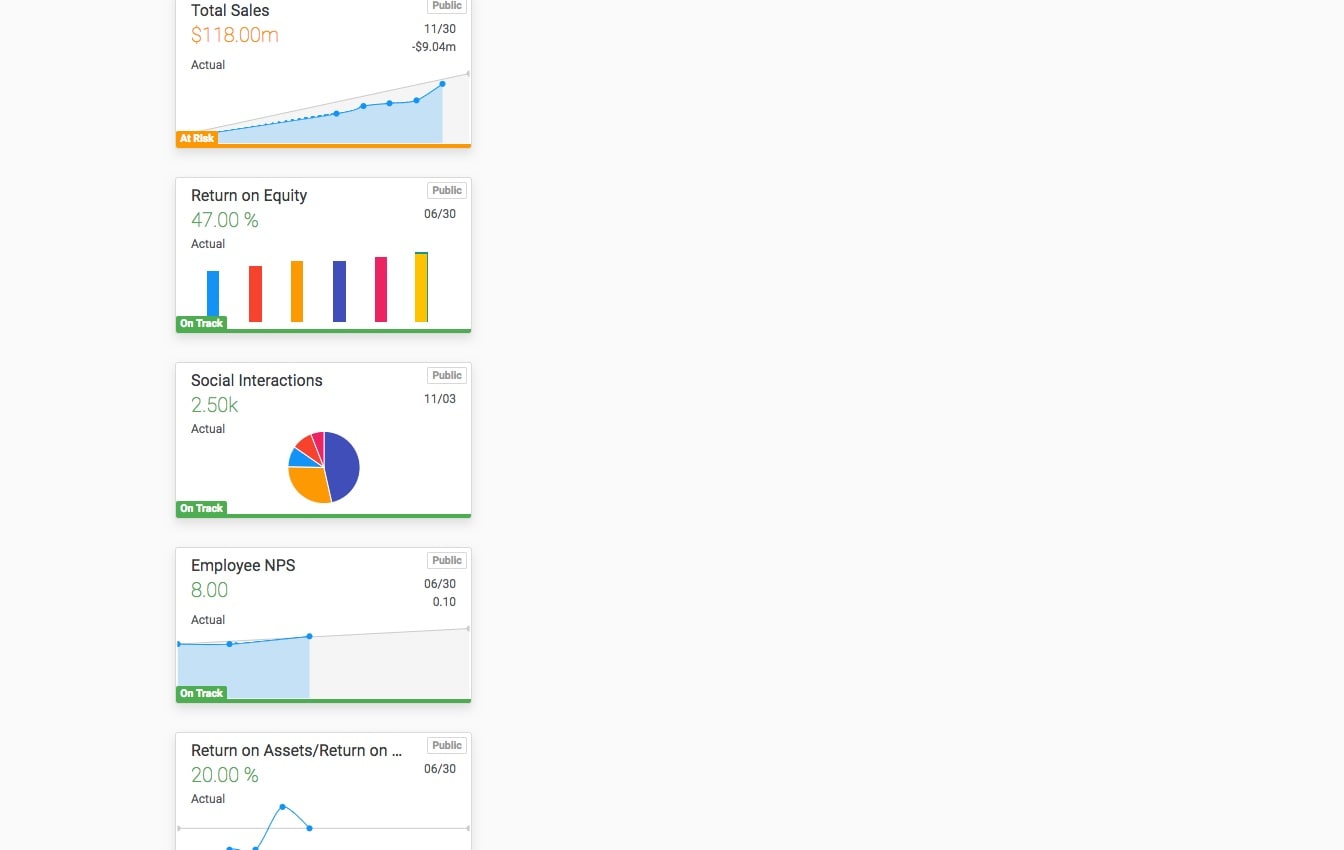 Total Sales
Public
$118.00m
11/30
-$9.04m
Actual
At Risk
Return on Equity
Public
47.00 %
06/30
Actual
On Track
Social Interactions
Public
2.50k
11/03
Actual
On Track
Employee NPS
Public
8.00
06/30
0.10
Actual
On Track
Return on Assets/Return on ...
Public
20.00 %
06/30
Actual